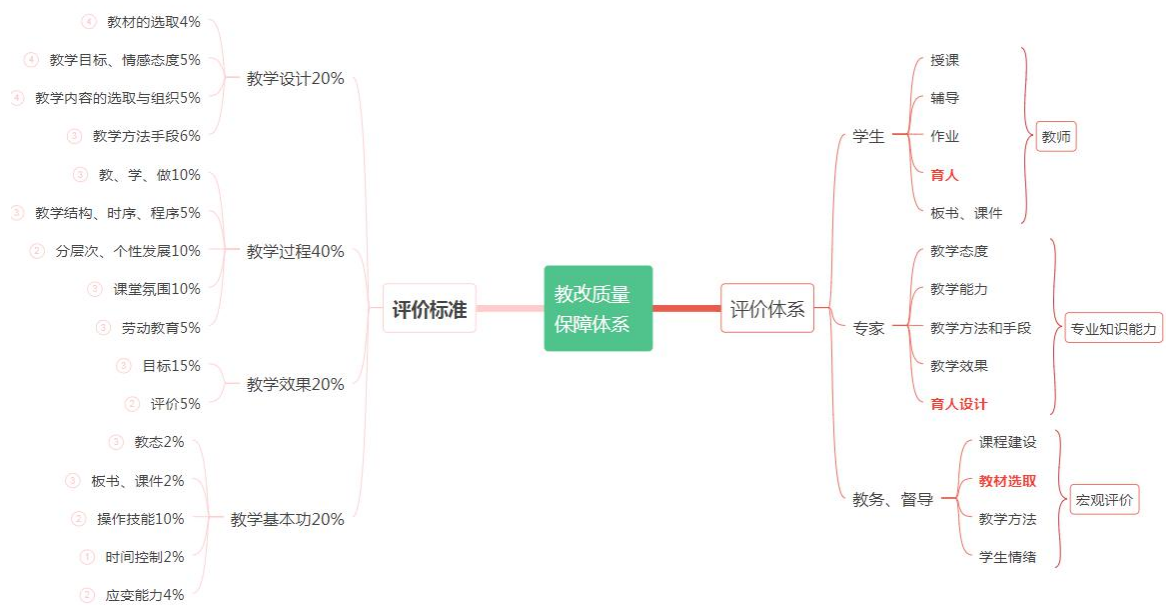 ④ 教材的选取4%
④ 教学目标、情感态度5%
④ 教学内容的选取与组织5%
③ 教学方法手段6%
教学设计20%
③ 教、学、做10%
③ 教学结构、时序、程序5%
② 分层次、个性发展10%
③ 课堂氛围10%
③ 劳动教育5%
教学过程40%
③ 目标15%
② 评价5%
教学效果20%
③ 教态2%
③ 板书、课件2%
② 操作技能10%
① 时间控制2%
② 应变能力4%
教学基本功20%
评价标准
教改质量
保障体系
评价体系
学生
授课
辅导
作业
育人
板书、课件
教师
专家
教学态度
教学能力
教学方法和手段
教学效果
育人设计
专业知识能力
教务、督导
课程建设
教材选取
教学方法
学生情绪
宏观评价